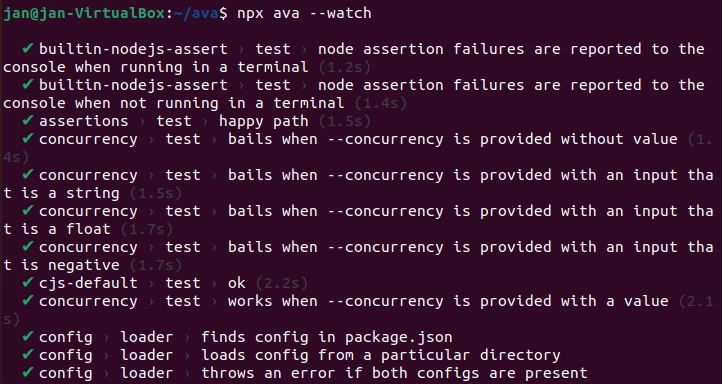 jan@jan-VirtualBox:~/ava$ npx ava --watch
✔ builtin-nodejs-assert › test › node assertion failures are reported to the
console when running in a terminal (1.2s)
✔ builtin-nodejs-assert › test › node assertion failures are reported to the
console when not running in a terminal (1.4s)
✔ assertions › test › happy path (1.5s)
✔ concurrency › test › bails when --concurrency is provided without value (1.
4s)
✔ concurrency › test › bails when --concurrency is provided with an input tha
t is a string (1.5s)
✔ concurrency › test › bails when --concurrency is provided with an input tha
t is a float (1.7s)
✔ concurrency › test › bails when --concurrency is provided with an input tha
t is negative (1.7s)
✔ cjs-default › test › ok (2.2s)
✔ concurrency › test › works when --concurrency is provided with a value (2.1
s)
✔ config › loader › finds config in package.json
✔ config › loader › loads config from a particular directory
✔ config › loader › throws an error if both configs are present